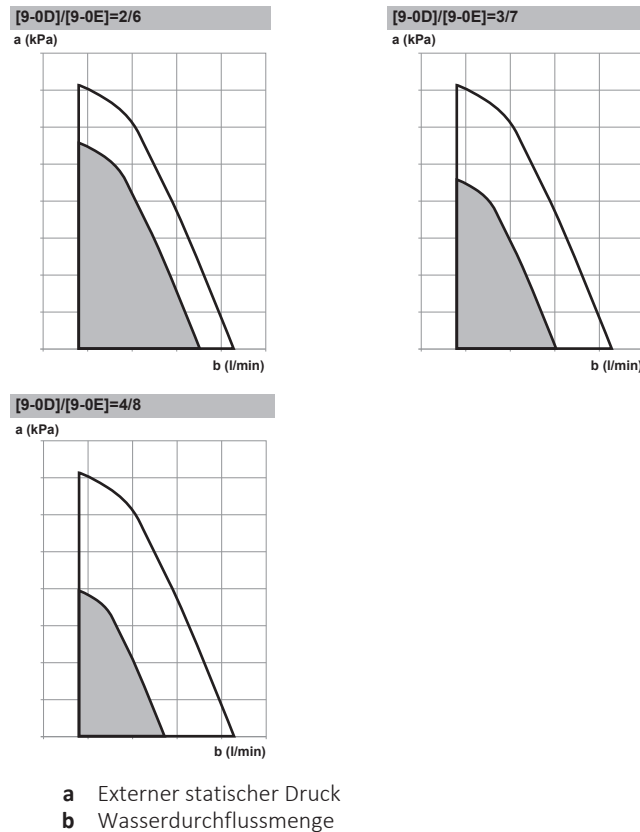 [9-0D]/[9-0E]=2/6
a (kPa)
b (l/min)
[9-0D]/[9-0E]=3/7
a (kPa)
b (l/min)
[9-0D]/[9-0E]=4/8
a (kPa)
b (l/min)
a Externer statischer Druck
b Wasserdurchflussmenge